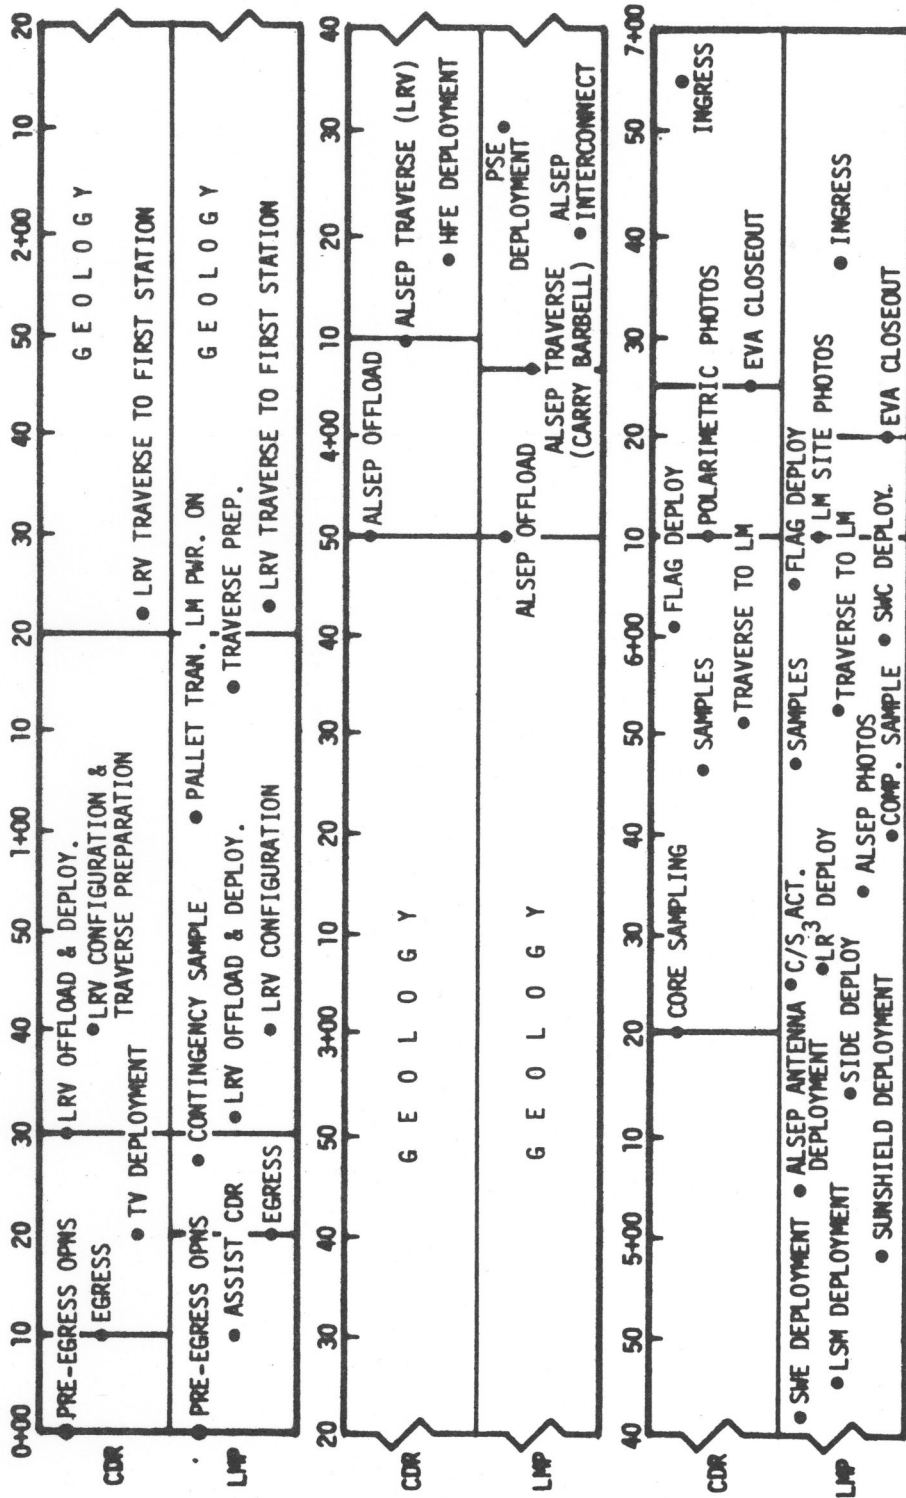 0+00 10 20 30 40 50 1+00 10 20 30 40 50 2+00 10 20
CDR
PRE-EGRESS OPNS
EGRESS
TV DEPLOYMENT
LRV OFFLOAD & DEPLOY.
LRV CONFIGURATION &
TRAVERSE PREPARATION
GEOLOGY
LRV TRAVERSE TO FIRST STATION
LMP
PRE-EGRESS OPNS
ASSIST CDR
EGRESS
CONTINGENCY SAMPLE
LRV OFFLOAD & DEPLOY.
LRV CONFIGURATION
PALLET TRAN. LM PWR. ON
TRAVERSE PREP.
GEOLOGY
LRV TRAVERSE TO FIRST STATION
20 30 40 50 3+00 10 20 30 40 50 4+00 10 20 30 40
CDR
GEOLOGY
ALSEP OFFLOAD
ALSEP TRAVERSE (LRV)
HFE DEPLOYMENT
LMP
GEOLOGY
ALSEP OFFLOAD
PSE
DEPLOYMENT
ALSEP TRAVERSE
(CARRY BARBELL)
ALSEP
INTERCONNECT
40 50 5+00 10 20 30 40 50 6+00 10 20 30 40 50 7+00
CDR
CORE SAMPLING
SAMPLES
TRAVERSE TO LM
FLAG DEPLOY
POLARIMETRIC PHOTOS
EVA CLOSEOUT
INGRESS
LMP
SWE DEPLOYMENT
LSM DEPLOYMENT
ALSEP ANTENNA
DEPLOYMENT
SUNSHIELD DEPLOYMENT
SIDE DEPLOY
C/S ACT.
LR3 DEPLOY
ALSEP PHOTOS
COMP. SAMPLE
SAMPLES
TRAVERSE TO LM
SWC DEPLOY.
FLAG DEPLOY
LM SITE PHOTOS
EVA CLOSEOUT
INGRESS